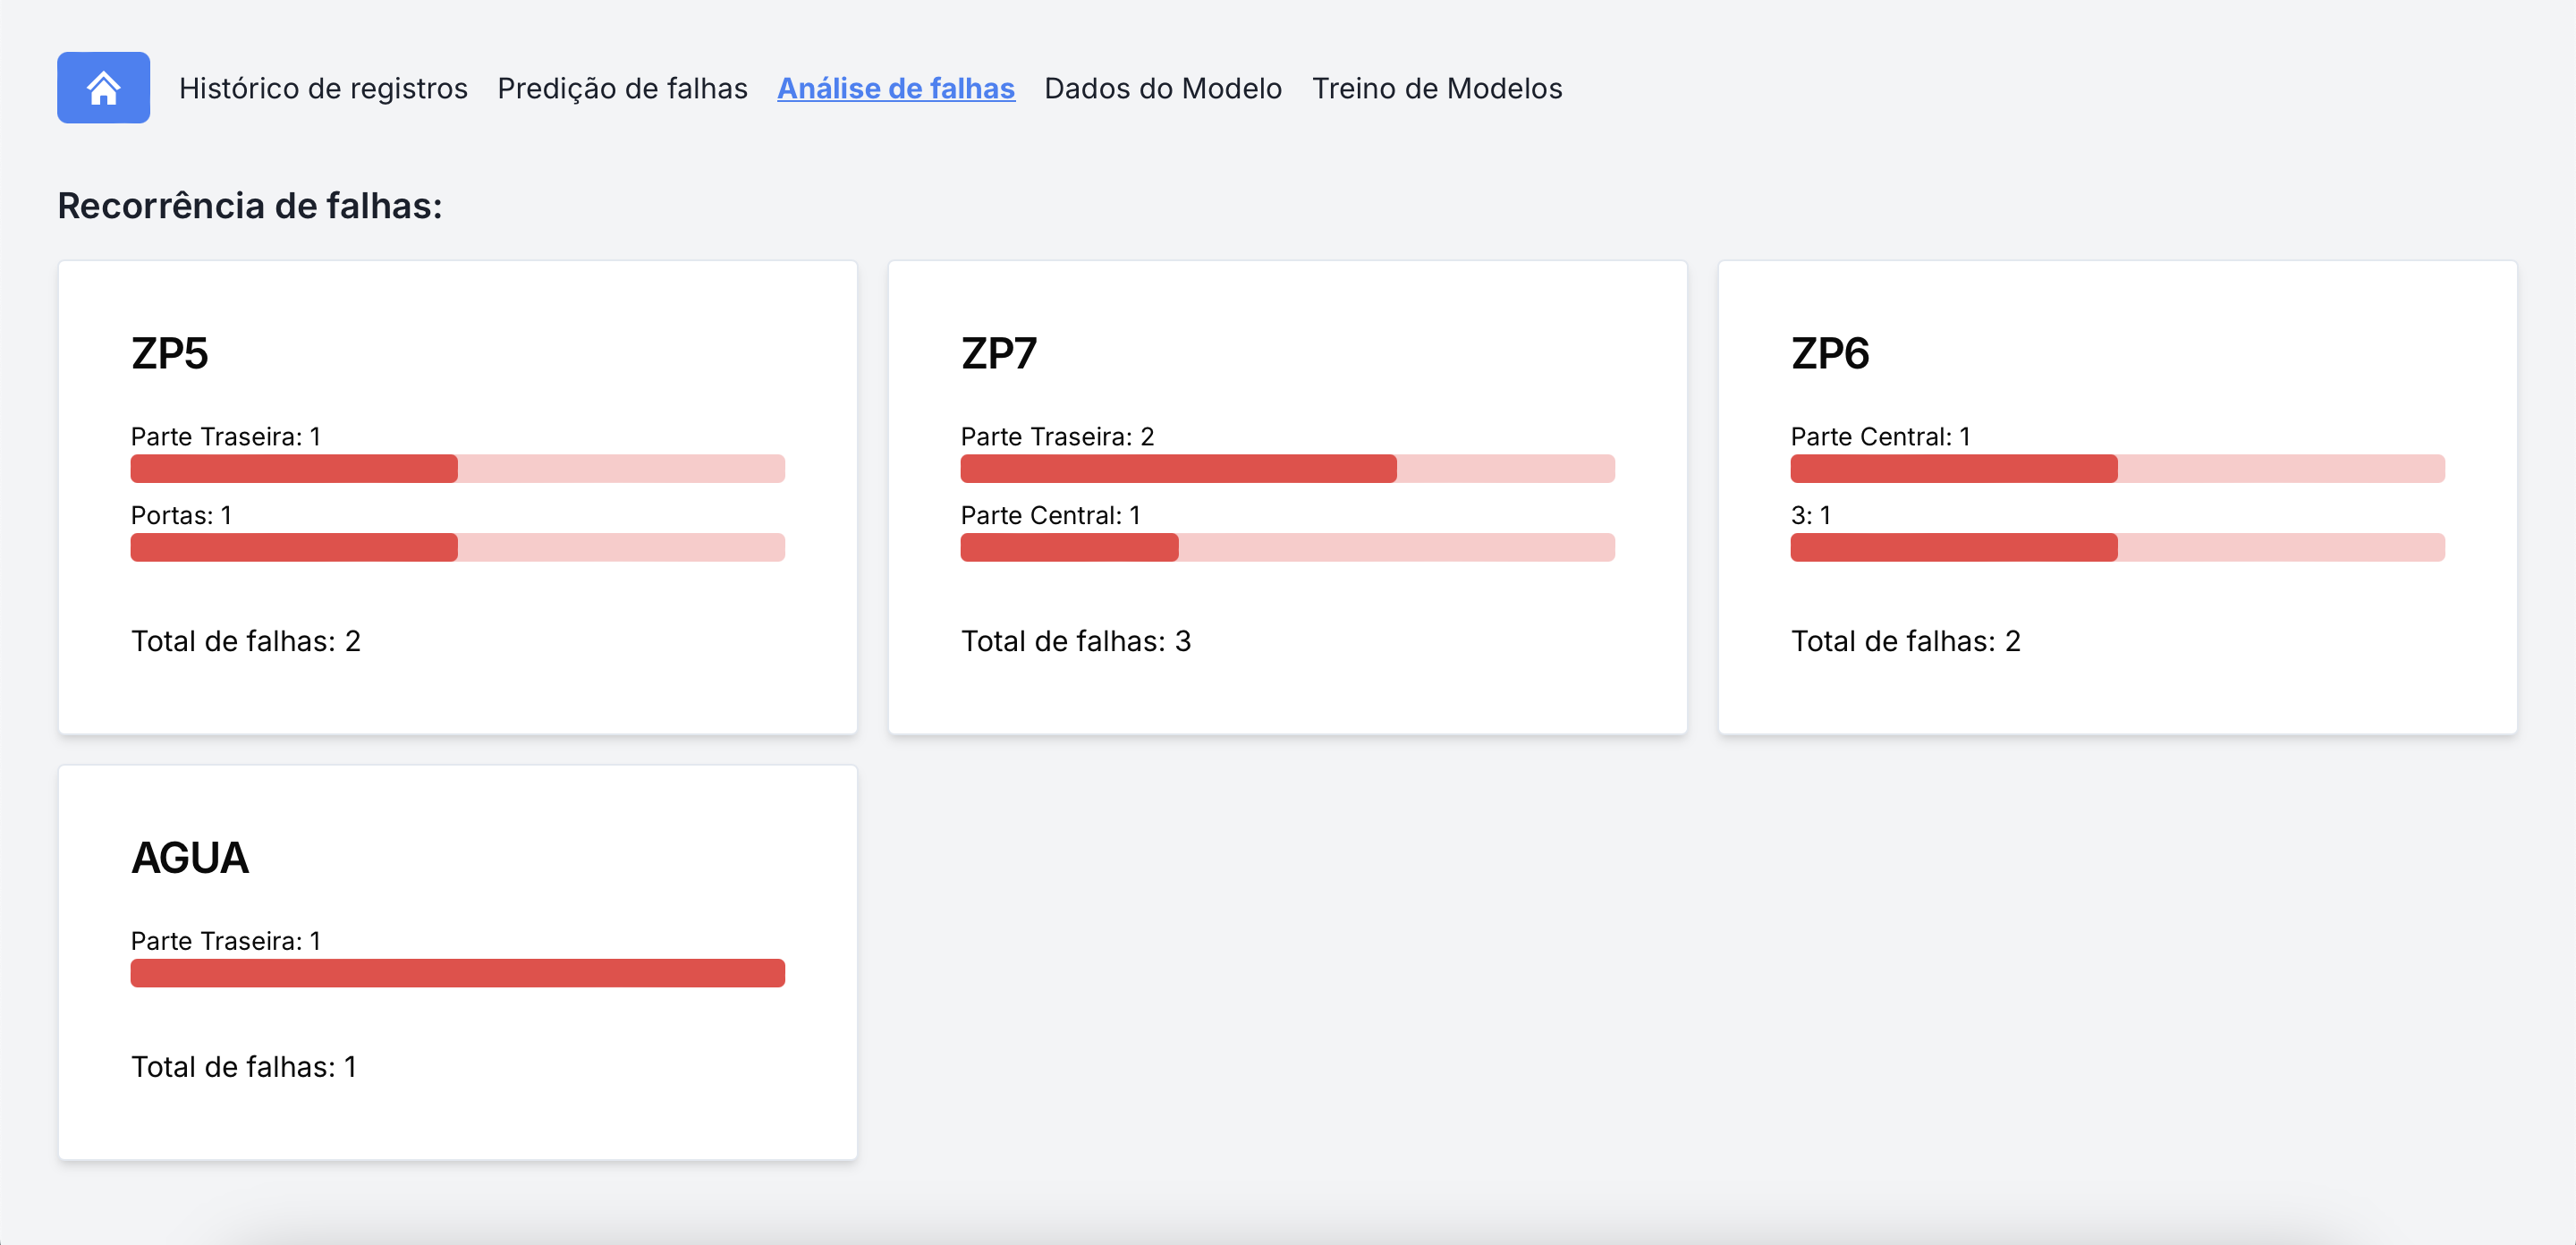 Histórico de registros Predição de falhas Análise de falhas Dados do Modelo Treino de Modelos
Recorrência de falhas:
ZP5
Parte Traseira: 1
Portas: 1
Total de falhas: 2
ZP7
Parte Traseira: 2
Parte Central: 1
Total de falhas: 3
ZP6
Parte Central: 1
3: 1
Total de falhas: 2
AGUA
Parte Traseira: 1
Total de falhas: 1